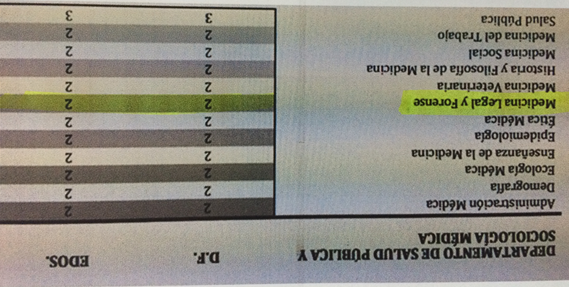 DEPARTAMENTO DE SALUD PÚBLICA Y
SOCIOLOGÍA MÉDICA
D.F. EDOS.
Administración Médica 2 2
Demografía 2 2
Ecología Médica 2 2
Enseñanza de la Medicina 2 2
Epidemiología 2 2
Ética Médica 2 2
Medicina Legal y Forense 2 2
Medicina Veterinaria 2 2
Historia y Filosofía de la Medicina 2 2
Medicina Social 2 2
Medicina del Trabajo 2 2
Salud Pública 3 3